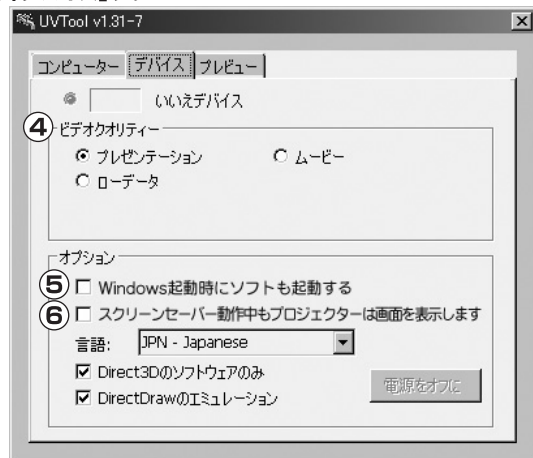 UVTool v1.31-7
コンピューター デバイス プレビュー
いいえデバイス
④ ビデオクオリティー
プレゼンテーション ムービー
ローデータ
オプション
⑤ Windows起動時にソフトも起動する
⑥ スクリーンセーバー動作中もプロジェクターは画面を表示します
言語: JPN - Japanese
Direct3Dのソフトウェアのみ
電源をオフに
DirectDrawのエミュレーション